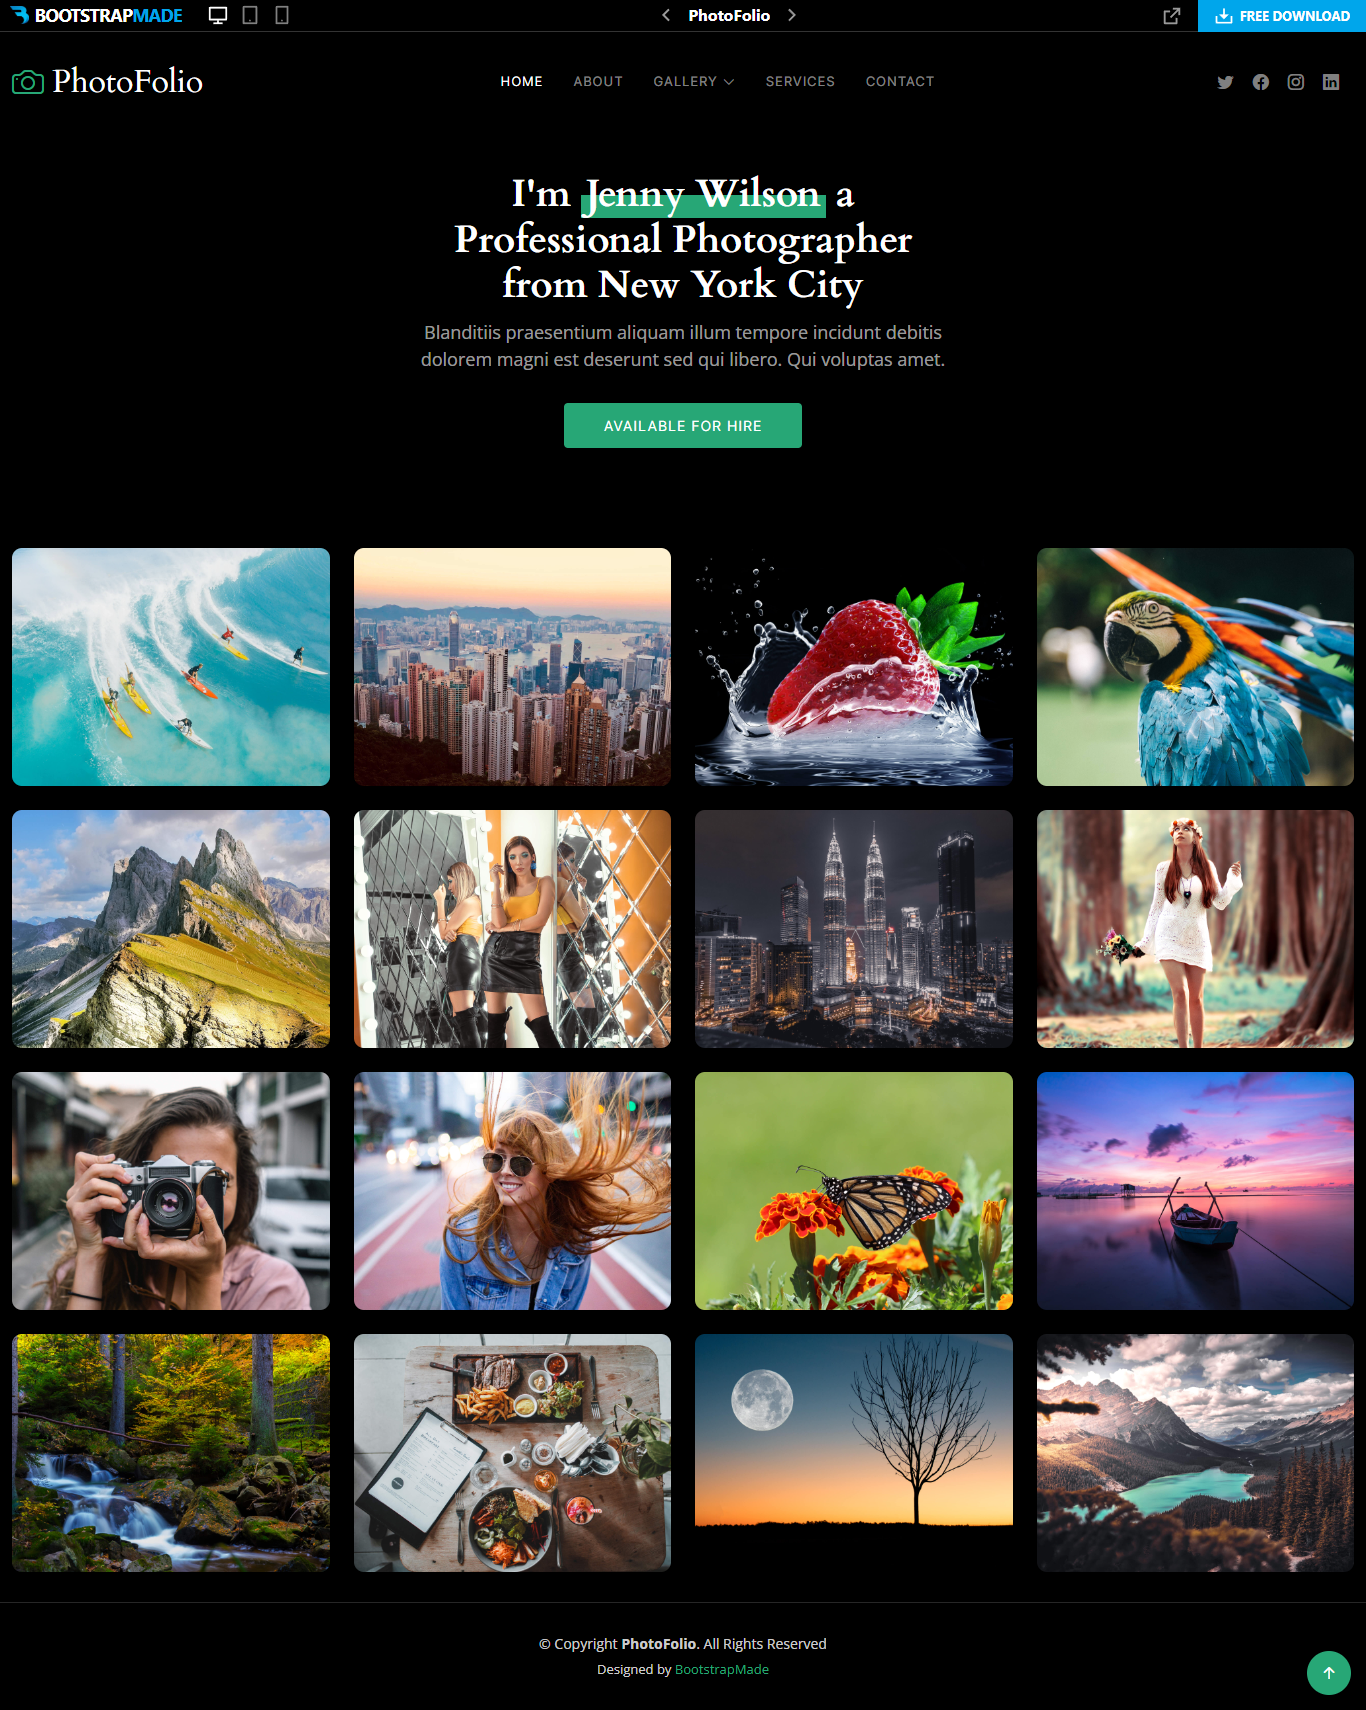 BOOTSTRAPMADE
PhotoFolio
FREE DOWNLOAD
PhotoFolio
HOME
ABOUT
GALLERY
SERVICES
CONTACT
I'm Jenny Wilson a
Professional Photographer
from New York City
Blanditiis praesentium aliquam illum tempore incidunt debitis
dolorem magni est deserunt sed qui libero. Qui voluptas amet.
AVAILABLE FOR HIRE
© Copyright PhotoFolio. All Rights Reserved
Designed by BootstrapMade